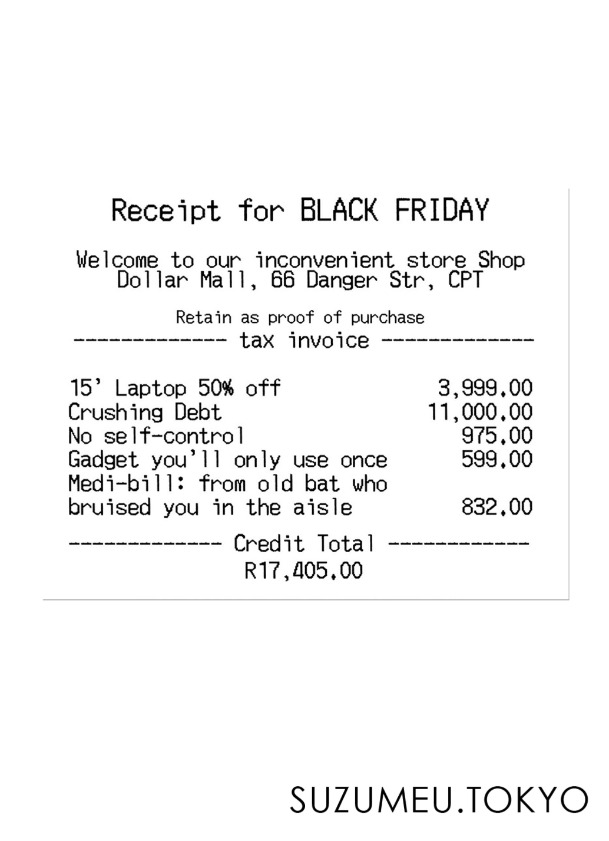 Receipt for BLACK FRIDAY
Welcome to our inconvenient store Shop
Dollar Mall, 66 Danger Str, CPT
Retain as proof of purchase
------------- tax invoice -------------
15' Laptop 50% off 3,999.00
Crushing Debt 11,000.00
No self-control 975.00
Gadget you'll only use once 599.00
Medi-bill: from old bat who
bruised you in the aisle 832.00
------------- Credit Total ------------
R17,405.00
SUZUMEU.TOKYO